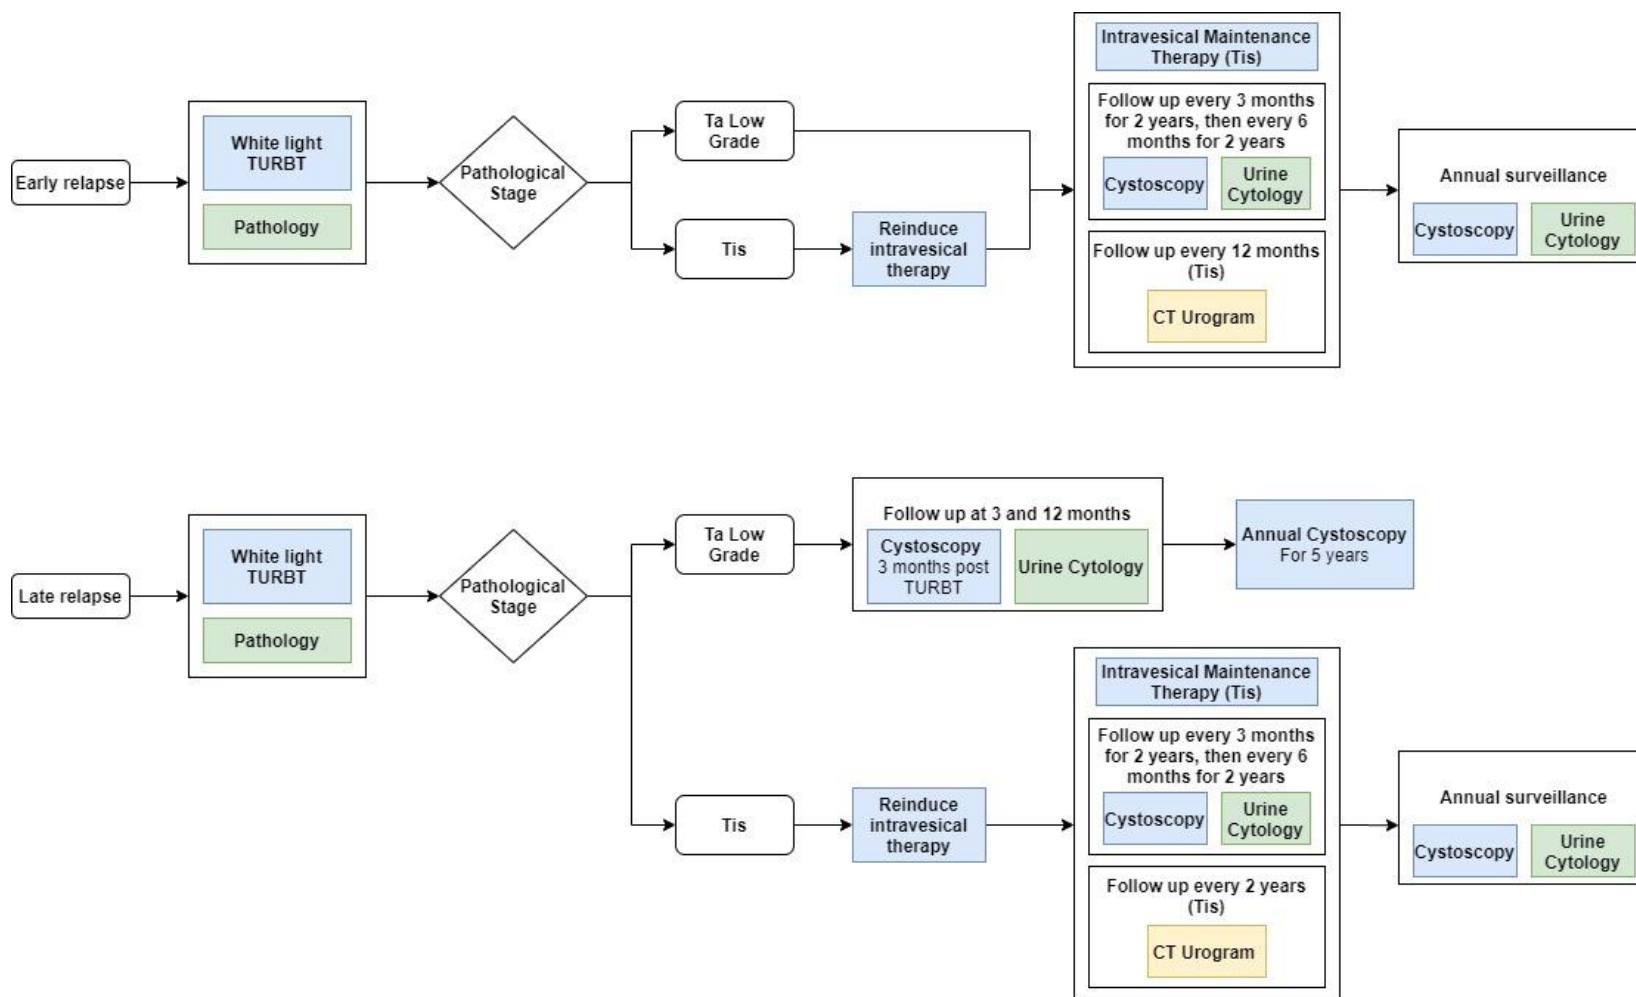 Early relapse
White light
TURBT
Pathology
Pathological
Stage
Ta Low
Grade
Tis
Reinduce
intravesical
therapy
Intravesical Maintenance
Therapy (Tis)
Follow up every 3 months
for 2 years, then every 6
months for 2 years
Cystoscopy
Urine
Cytology
Follow up every 12 months
(Tis)
CT Urogram
Annual surveillance
Cystoscopy
Urine
Cytology
Late relapse
White light
TURBT
Pathology
Pathological
Stage
Ta Low
Grade
Follow up at 3 and 12 months
Cystoscopy
3 months post
TURBT
Urine Cytology
Annual Cystoscopy
For 5 years
Tis
Reinduce
intravesical
therapy
Intravesical Maintenance
Therapy (Tis)
Follow up every 3 months
for 2 years, then every 6
months for 2 years
Cystoscopy
Urine
Cytology
Follow up every 2 years
(Tis)
CT Urogram
Annual surveillance
Cystoscopy
Urine
Cytology